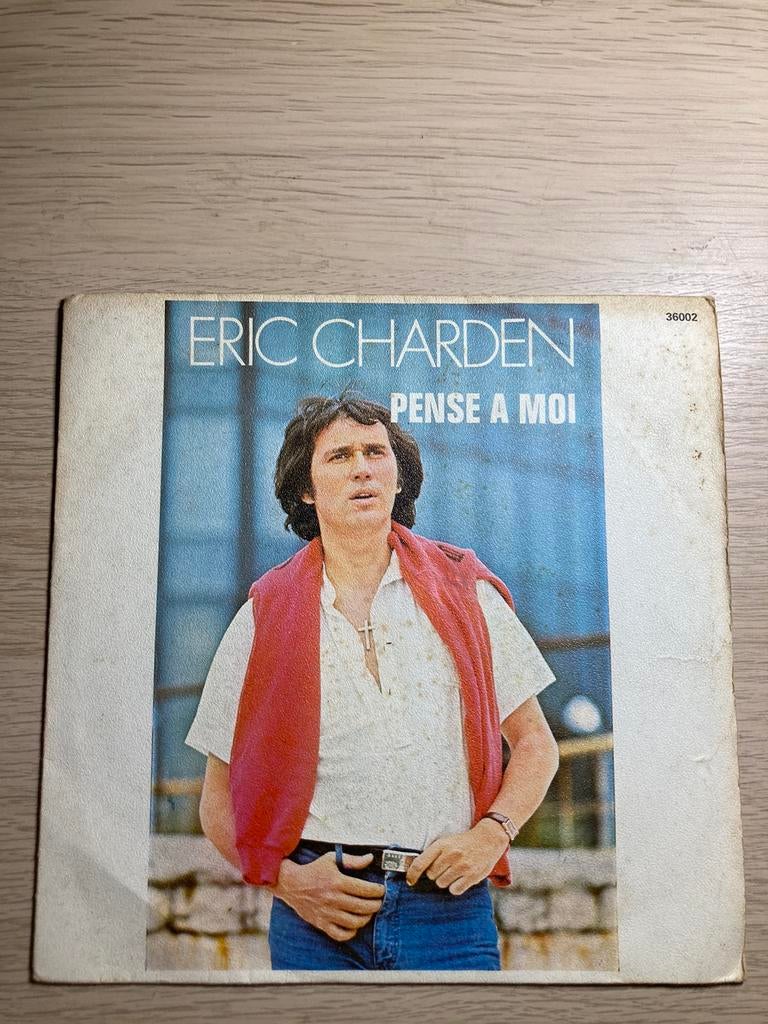 36002
ERIC CHARDEN
PENSE A MOI